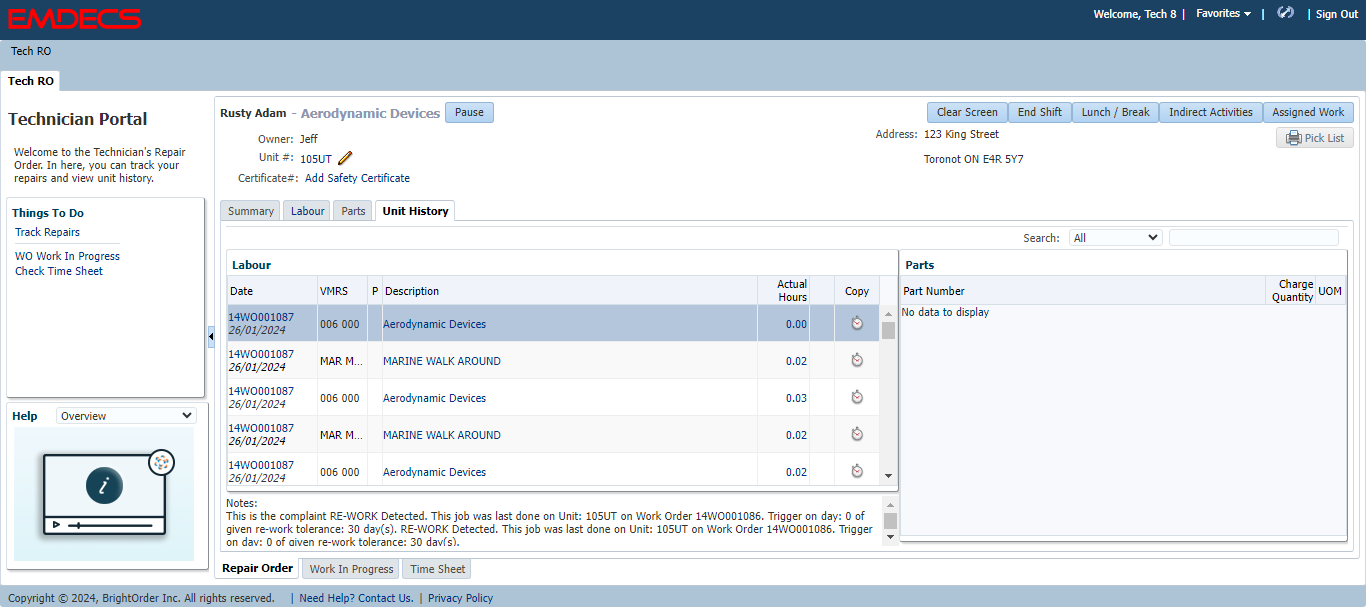 EMDECS
Welcome, Tech 8 | Favorites | | Sign Out
Tech RO
Tech RO
Technician Portal
Welcome to the Technician's Repair
Order. In here, you can track your
repairs and view unit history.
Things To Do
Track Repairs
WO Work In Progress
Check Time Sheet
Help Overview
i
Rusty Adam - Aerodynamic Devices Pause
Clear Screen End Shift Lunch / Break Indirect Activities Assigned Work
Owner: Jeff
Address: 123 King Street
Pick List
Unit #: 105UT
Toronot ON E4R 5Y7
Certificate#: Add Safety Certificate
Summary Labour Parts Unit History
Search: All
Labour
Date VMRS P Description Actual Hours Copy
14WO001087
26/01/2024
006 000 Aerodynamic Devices 0.00
14WO001087
26/01/2024
MAR M... MARINE WALK AROUND 0.02
14WO001087
26/01/2024
006 000 Aerodynamic Devices 0.03
14WO001087
26/01/2024
MAR M... MARINE WALK AROUND 0.02
14WO001087
26/01/2024
006 000 Aerodynamic Devices 0.02
Notes:
This is the complaint RE-WORK Detected. This job was last done on Unit: 105UT on Work Order 14WO001086. Trigger on day: 0 of
given re-work tolerance: 30 day(s). RE-WORK Detected. This job was last done on Unit: 105UT on Work Order 14WO001086. Trigger
on day: 0 of given re-work tolerance: 30 day(s).
Parts
Part Number Charge Quantity UOM
No data to display
Repair Order Work In Progress Time Sheet
Copyright © 2024, BrightOrder Inc. All rights reserved. | Need Help? Contact Us. | Privacy Policy